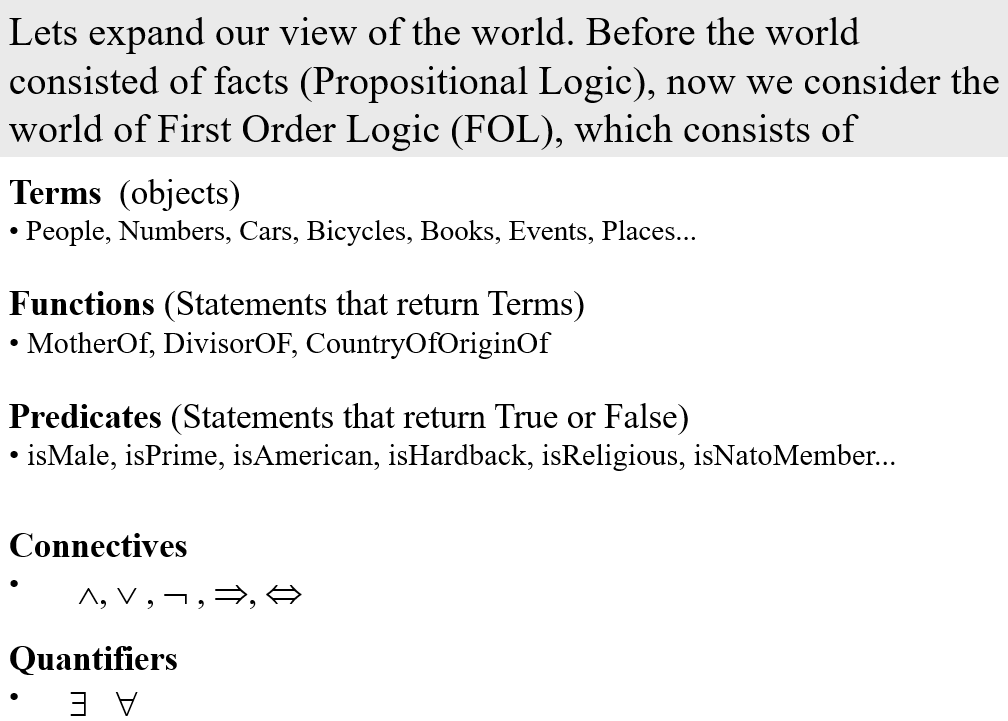 Lets expand our view of the world. Before the world
consisted of facts (Propositional Logic), now we consider the
world of First Order Logic (FOL), which consists of
Terms (objects)
• People, Numbers, Cars, Bicycles, Books, Events, Places...
Functions (Statements that return Terms)
• MotherOf, DivisorOF, CountryOfOriginOf
Predicates (Statements that return True or False)
• isMale, isPrime, isAmerican, isHardback, isReligious, isNatoMember...
Connectives
• ∧, ∨ , ¬ , ⇒, ⇔
Quantifiers
• ∃ ∀